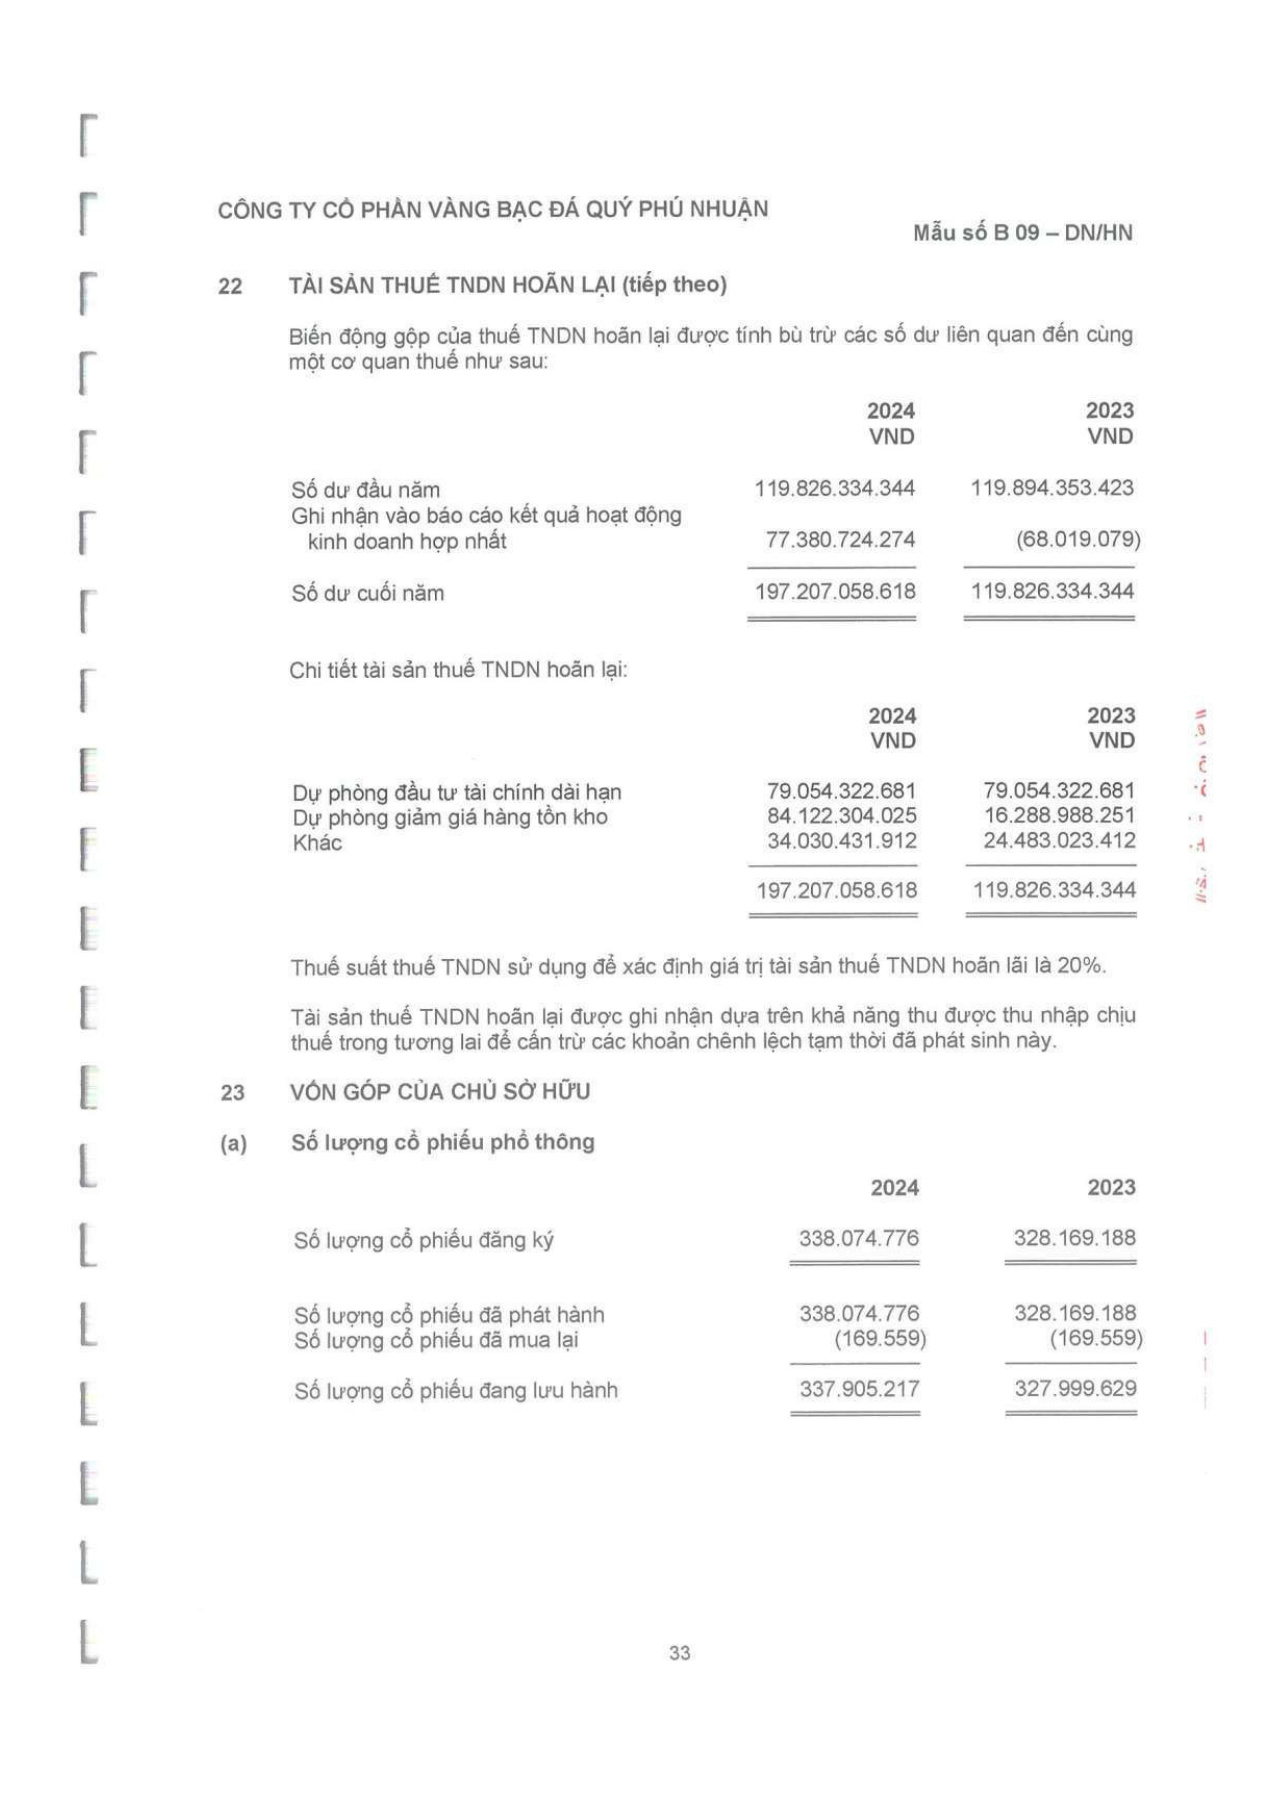 CÔNG TY CỔ PHẦN VÀNG BẠC ĐÁ QUÝ PHÚ NHUẬN
Mẫu số B 09 – DN/HN
22 TÀI SẢN THUẾ TNDN HOÃN LẠI (tiếp theo)
Biến động gộp của thuế TNDN hoãn lại được tính bù trừ các số dư liên quan đến cùng
một cơ quan thuế như sau:
2024 2023
VND VND
Số dư đầu năm 119.826.334.344 119.894.353.423
Ghi nhận vào báo cáo kết quả hoạt động
kinh doanh hợp nhất 77.380.724.274 (68.019.079)
Số dư cuối năm 197.207.058.618 119.826.334.344
Chi tiết tài sản thuế TNDN hoãn lại:
2024 2023
VND VND
Dự phòng đầu tư tài chính dài hạn 79.054.322.681 79.054.322.681
Dự phòng giảm giá hàng tồn kho 84.122.304.025 16.288.988.251
Khác 34.030.431.912 24.483.023.412
197.207.058.618 119.826.334.344
Thuế suất thuế TNDN sử dụng để xác định giá trị tài sản thuế TNDN hoãn lãi là 20%.
Tài sản thuế TNDN hoãn lại được ghi nhận dựa trên khả năng thu được thu nhập chịu
thuế trong tương lai để cấn trừ các khoản chênh lệch tạm thời đã phát sinh này.
23 VỐN GÓP CỦA CHỦ SỞ HỮU
(a) Số lượng cổ phiếu phổ thông
2024 2023
Số lượng cổ phiếu đăng ký 338.074.776 328.169.188
Số lượng cổ phiếu đã phát hành 338.074.776 328.169.188
Số lượng cổ phiếu đã mua lại (169.559) (169.559)
Số lượng cổ phiếu đang lưu hành 337.905.217 327.999.629
33